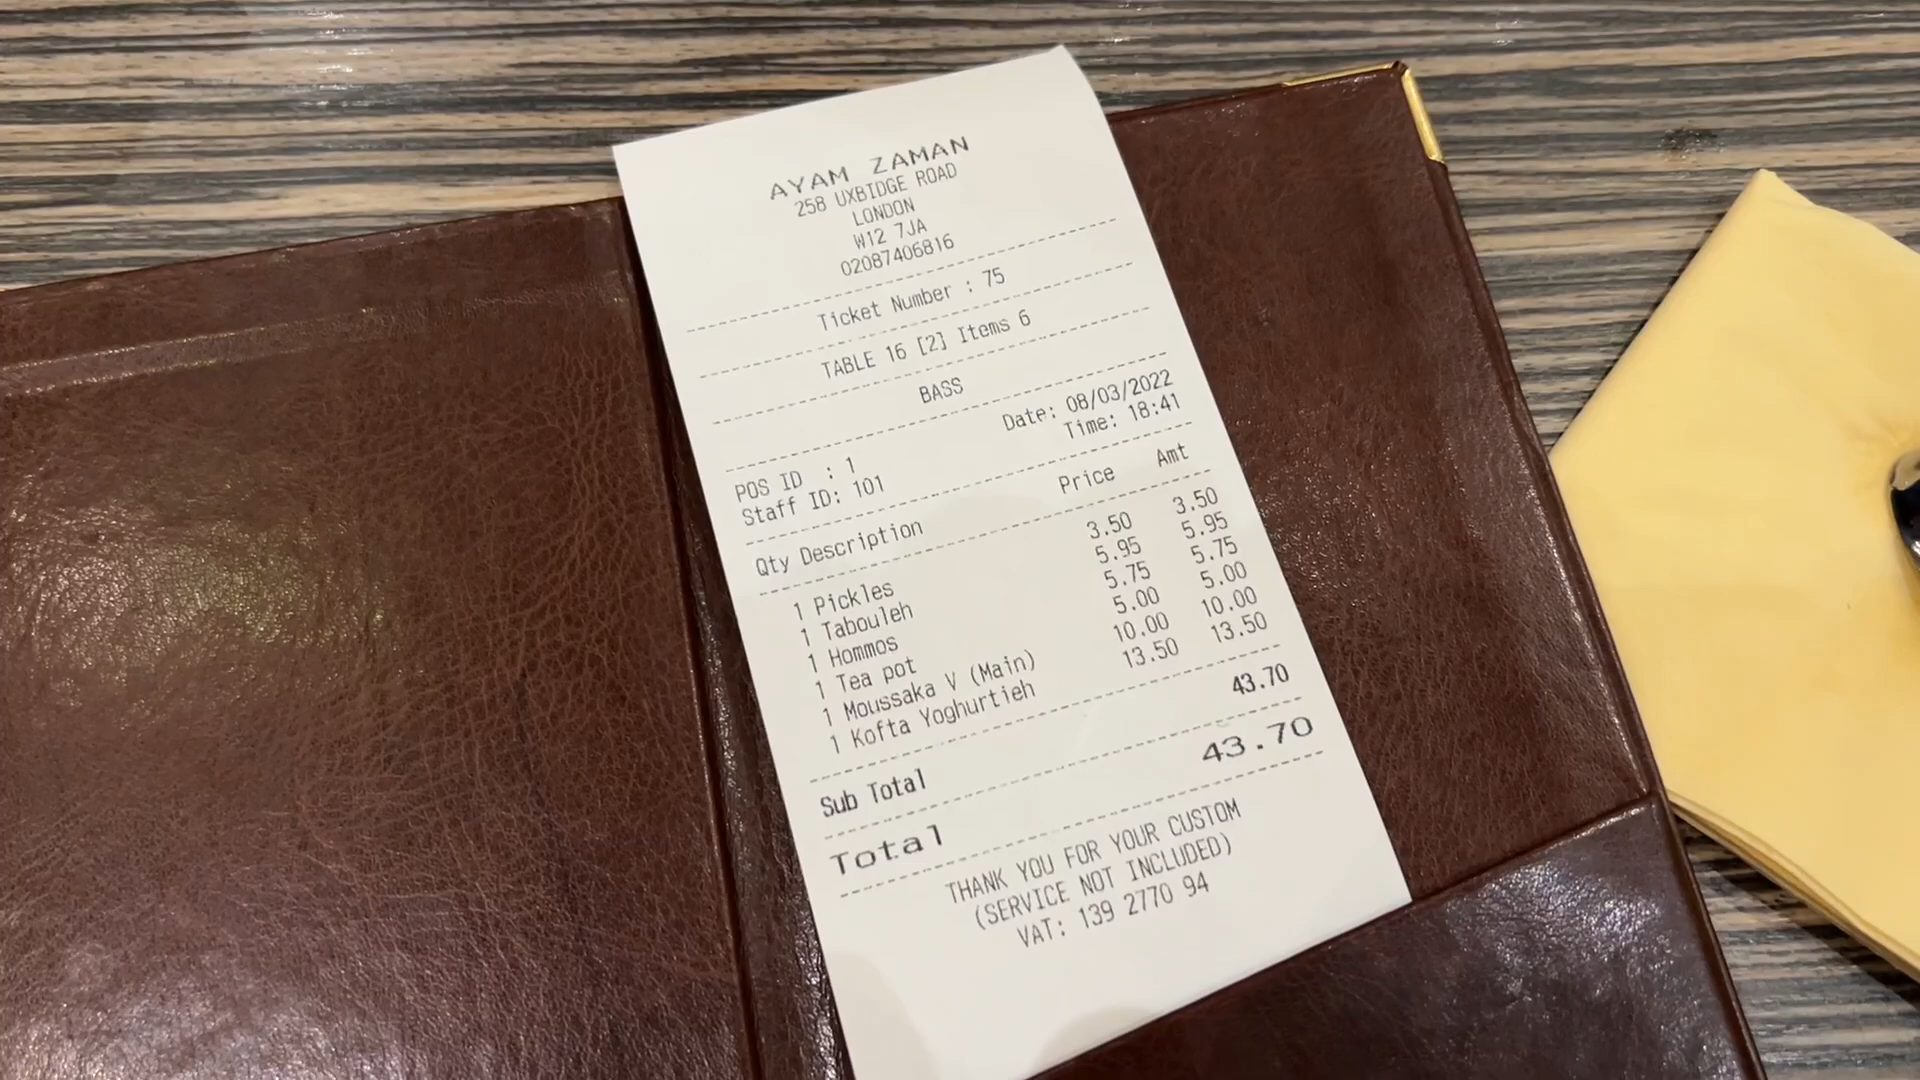 AYAM ZAMAN
258 UXBIDGE ROAD
LONDON
W12 7JA
02087406816
Ticket Number : 75
TABLE 16 [2] Items 6
BASS
Date: 08/03/2022
POS ID : 1 Time: 18:41
Staff ID: 101
Qty Description Price Amt
1 Pickles 3.50 3.50
1 Tabouleh 5.95 5.95
1 Hommos 5.75 5.75
1 Tea pot 5.00 5.00
1 Moussaka V (Main) 10.00 10.00
1 Kofta Yoghurtieh 13.50 13.50
Sub Total 43.70
Total 43.70
THANK YOU FOR YOUR CUSTOM
(SERVICE NOT INCLUDED)
VAT: 139 2770 94